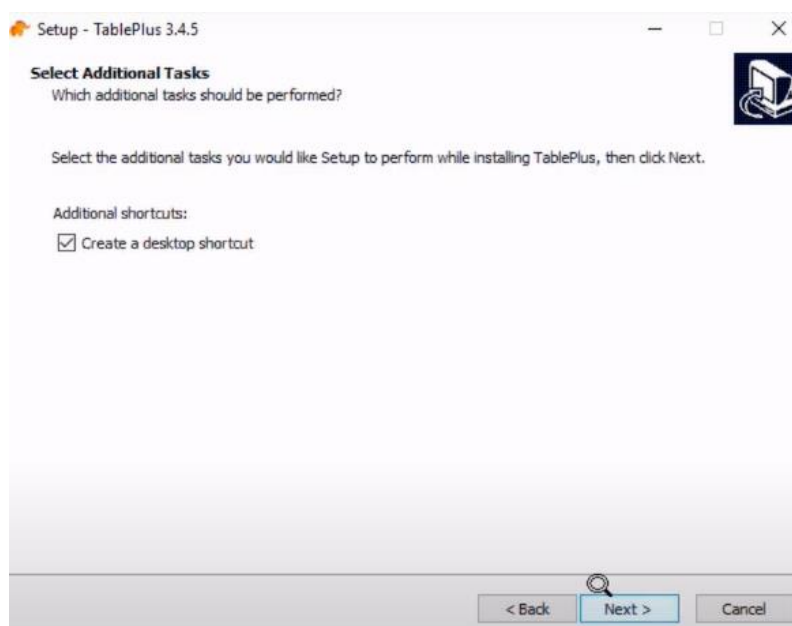 Setup - TablePlus 3.4.5
Select Additional Tasks
Which additional tasks should be performed?
Select the additional tasks you would like Setup to perform while installing TablePlus, then click Next.
Additional shortcuts:
Create a desktop shortcut
< Back Next > Cancel